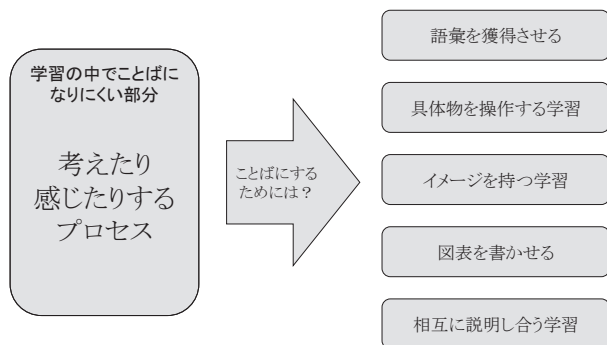 学習の中でことばに
なりにくい部分
考えたり
感じたりする
プロセス
ことばにする
ためには？
語彙を獲得させる
具体物を操作する学習
イメージを持つ学習
図表を書かせる
相互に説明し合う学習